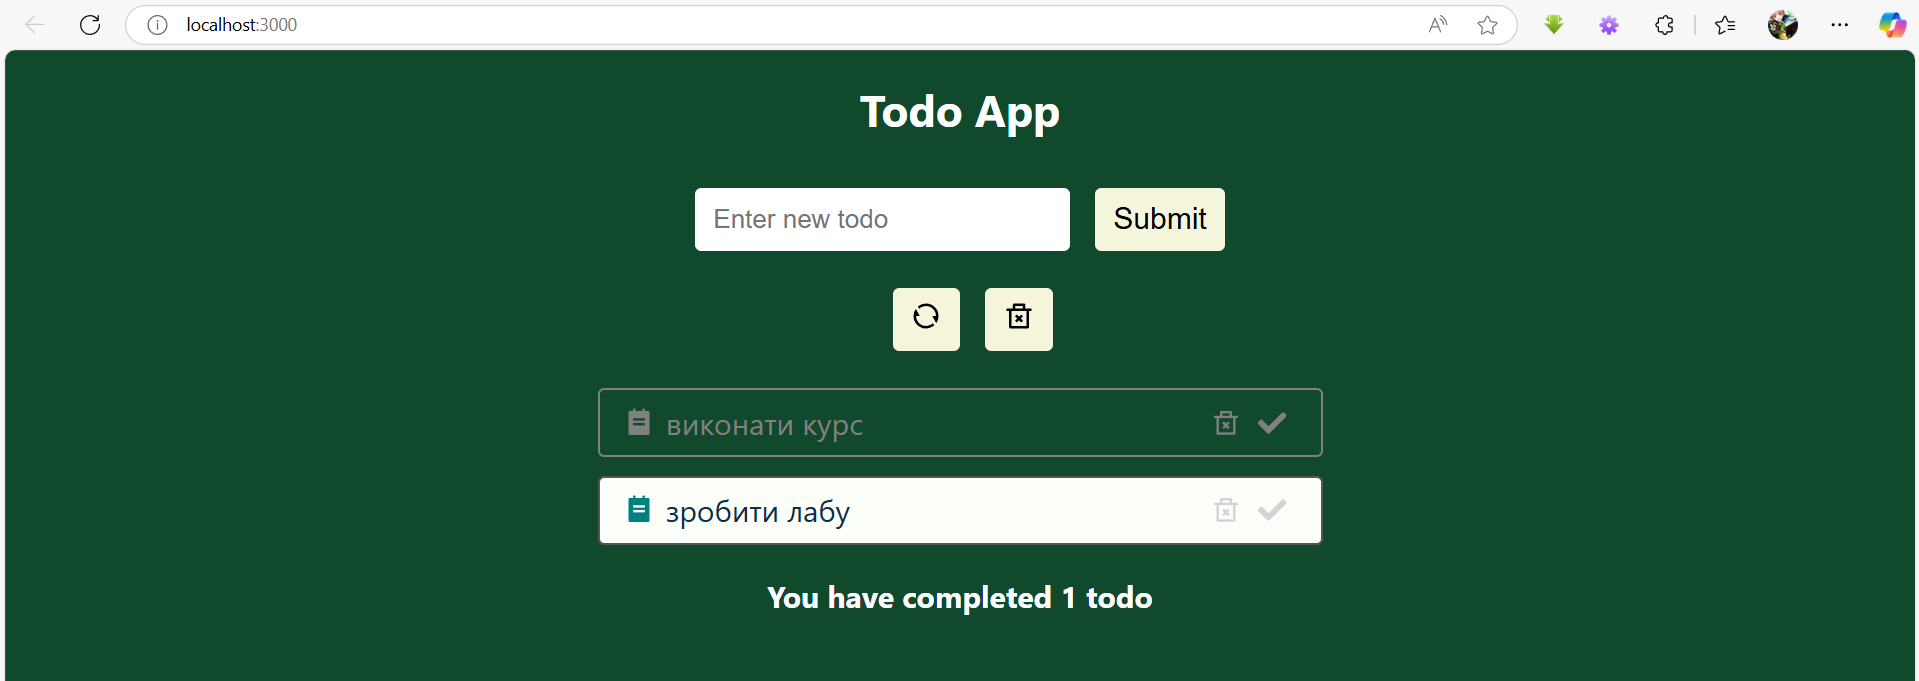 localhost:3000
Todo App
Enter new todo
Submit
виконати курс
зробити лабу
You have completed 1 todo